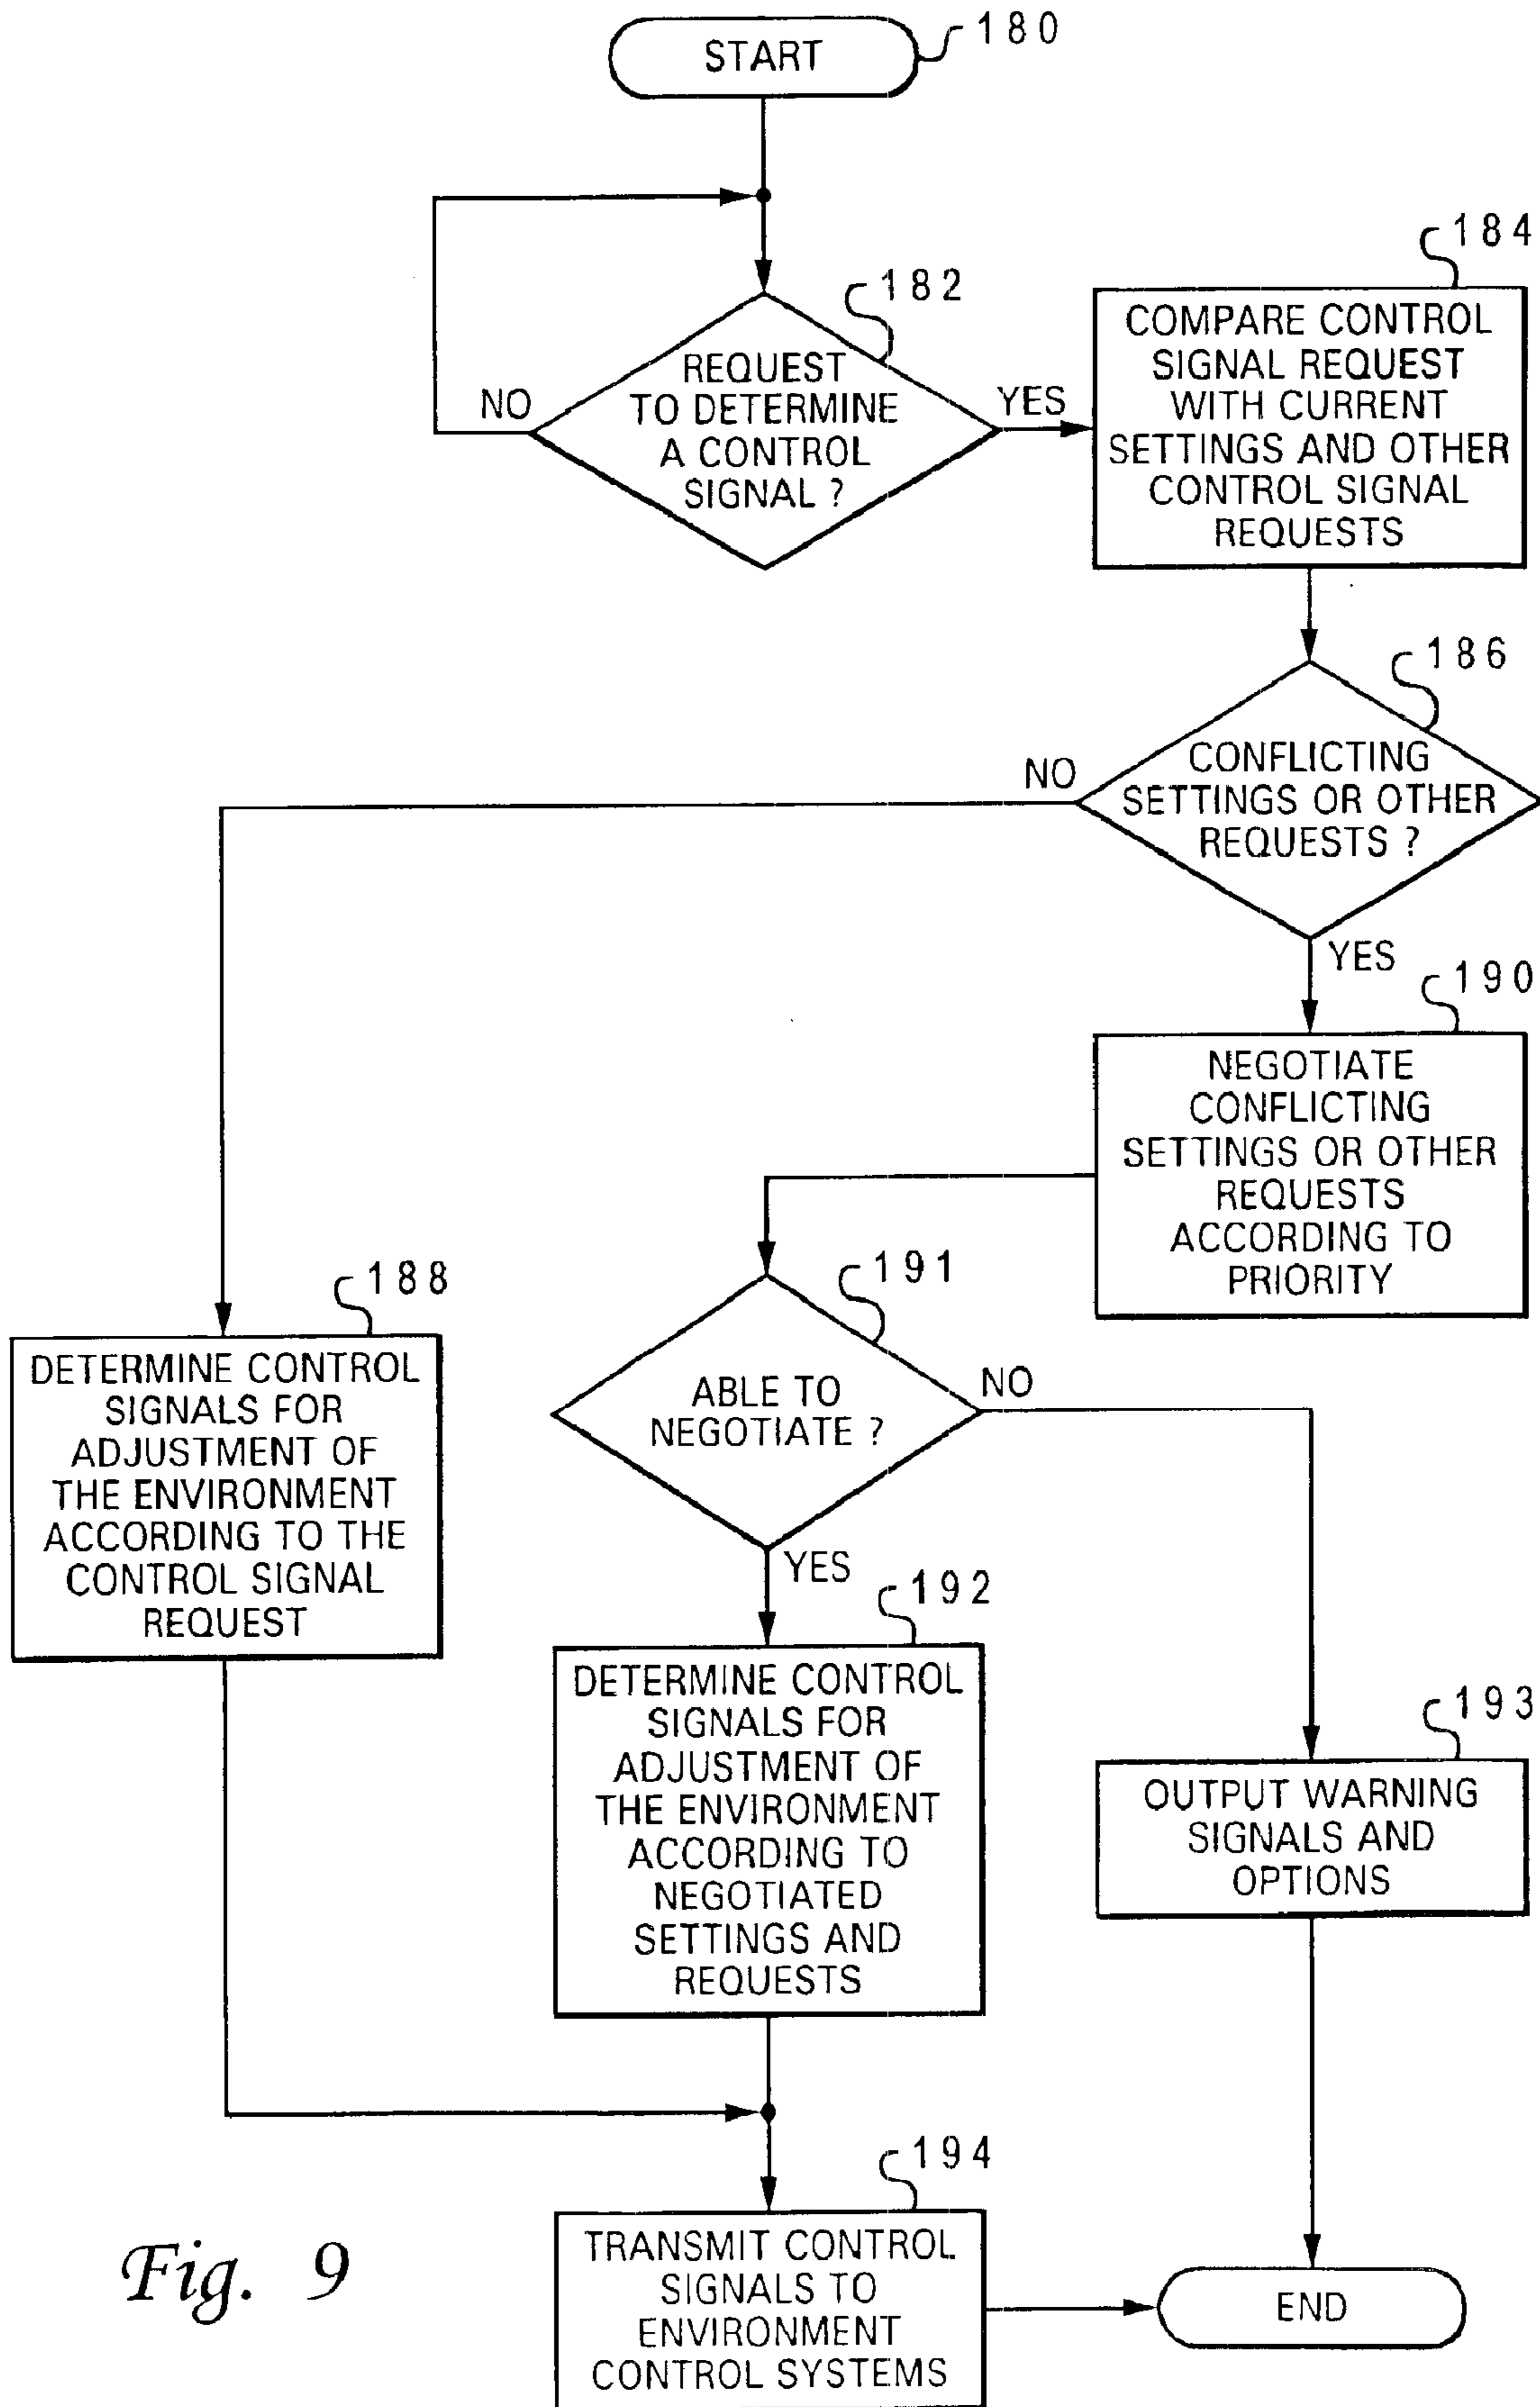 START
180
182
REQUEST
TO DETERMINE
A CONTROL
SIGNAL ?
NO
YES
184
COMPARE CONTROL
SIGNAL REQUEST
WITH CURRENT
SETTINGS AND OTHER
CONTROL SIGNAL
REQUESTS
186
CONFLICTING
SETTINGS OR OTHER
REQUESTS ?
NO
YES
190
NEGOTIATE
CONFLICTING
SETTINGS OR OTHER
REQUESTS
ACCORDING TO
PRIORITY
188
DETERMINE CONTROL
SIGNALS FOR
ADJUSTMENT OF
THE ENVIRONMENT
ACCORDING TO THE
CONTROL SIGNAL
REQUEST
191
ABLE TO
NEGOTIATE ?
NO
YES
192
DETERMINE CONTROL
SIGNALS FOR
ADJUSTMENT OF
THE ENVIRONMENT
ACCORDING TO
NEGOTIATED
SETTINGS AND
REQUESTS
193
OUTPUT WARNING
SIGNALS AND
OPTIONS
194
TRANSMIT CONTROL
SIGNALS TO
ENVIRONMENT
CONTROL SYSTEMS
END
Fig. 9